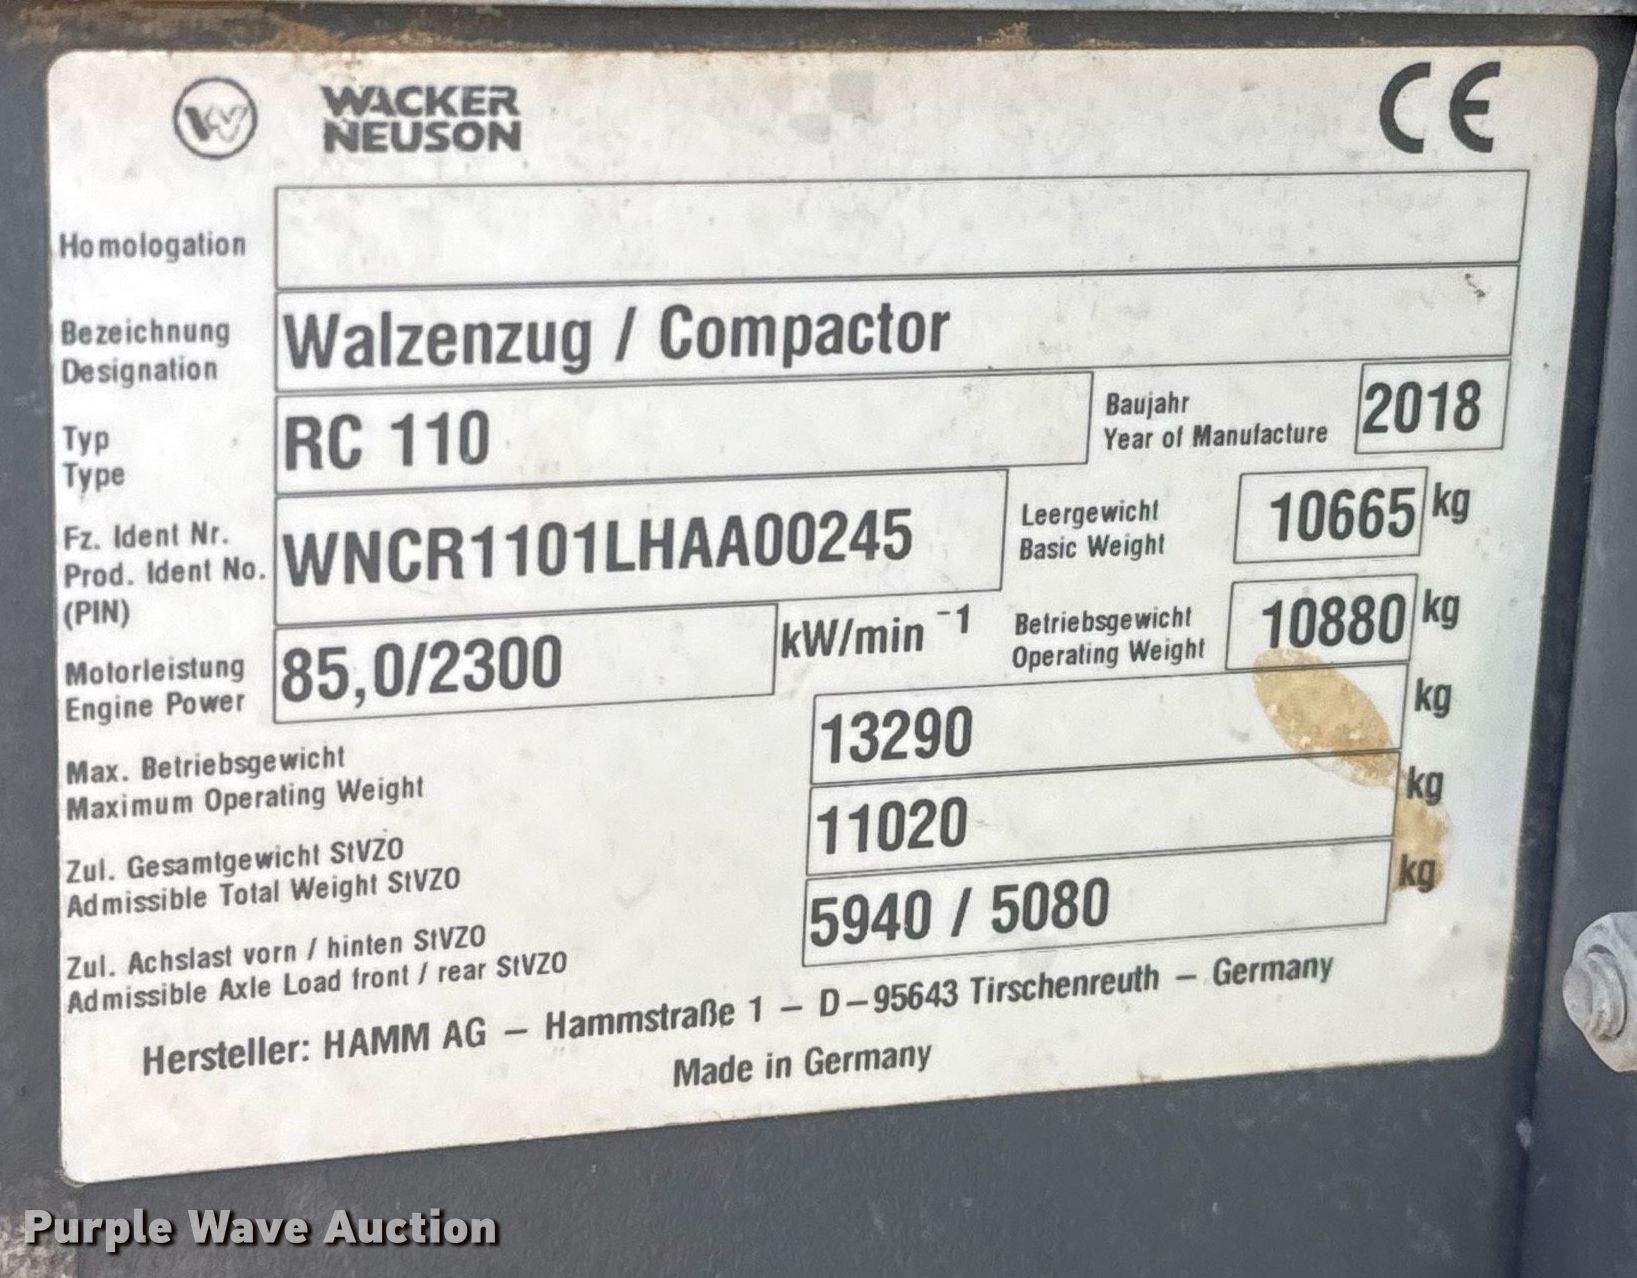 WACKER
NEUSON
CE
Homologation
Bezeichnung
Designation
Walzenzug / Compactor
Typ
Type
RC 110
Baujahr
Year of Manufacture
2018
Fz. Ident Nr.
Prod. Ident No.
(PIN)
WNCR1101LHAA00245
Leergewicht
Basic Weight
10665 kg
Motorleistung
Engine Power
85,0/2300 kW/min⁻¹
Betriebsgewicht
Operating Weight
10880 kg
Max. Betriebsgewicht
Maximum Operating Weight
13290 kg
Zul. Gesamtgewicht StVZO
Admissible Total Weight StVZO
11020 kg
Zul. Achslast vorn / hinten StVZO
Admissible Axle Load front / rear StVZO
5940 / 5080 kg
Hersteller: HAMM AG – Hammstraße 1 – D–95643 Tirschenreuth – Germany
Made in Germany
Purple Wave Auction